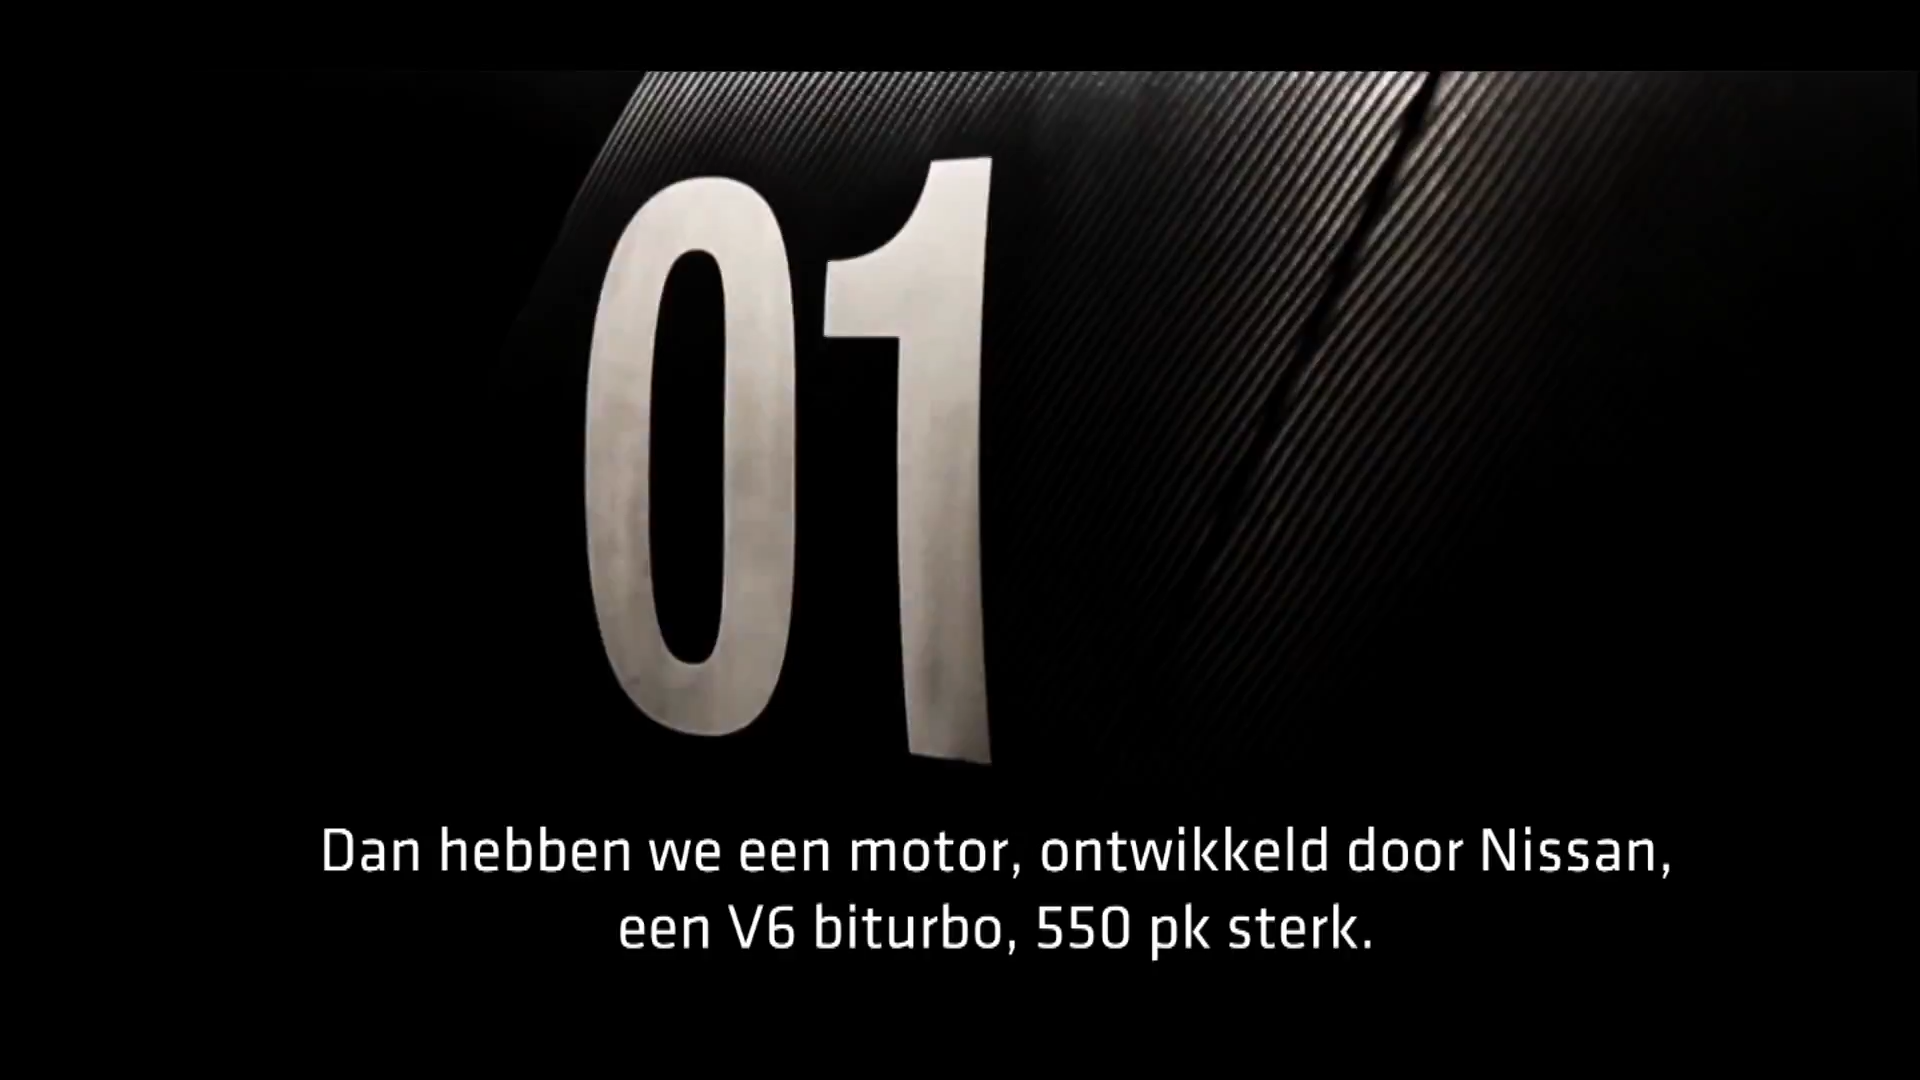 01
Dan hebben we een motor, ontwikkeld door Nissan,
een V6 biturbo, 550 pk sterk.